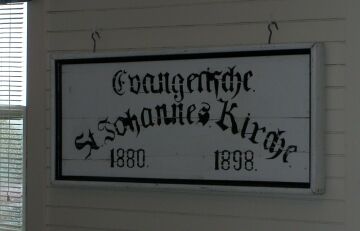 Evangelische.
St. Johannes. Kirche.
1880. 1898.